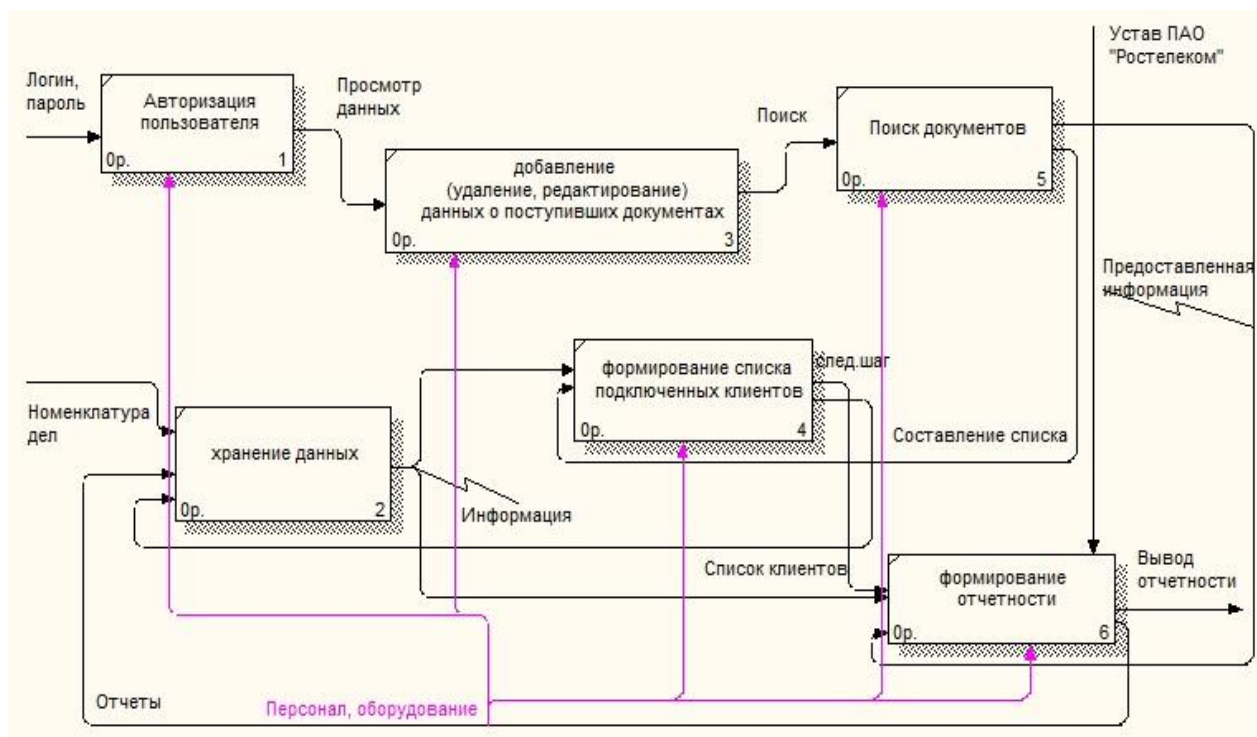 Устав ПАО
"Ростелеком"
Логин,
пароль
Авторизация
пользователя
0р.
1
Просмотр
данных
добавление
(удаление, редактирование)
данных о поступивших документах
0р.
3
Поиск
Поиск документов
0р.
5
Предоставленная
информация
формирование списка
подключенных клиентов
0р.
4
след.шаг
Составление списка
Номенклатура
дел
хранение данных
0р.
2
Информация
Список клиентов
формирование
отчетности
0р.
6
Вывод
отчетности
Отчеты
Персонал, оборудование